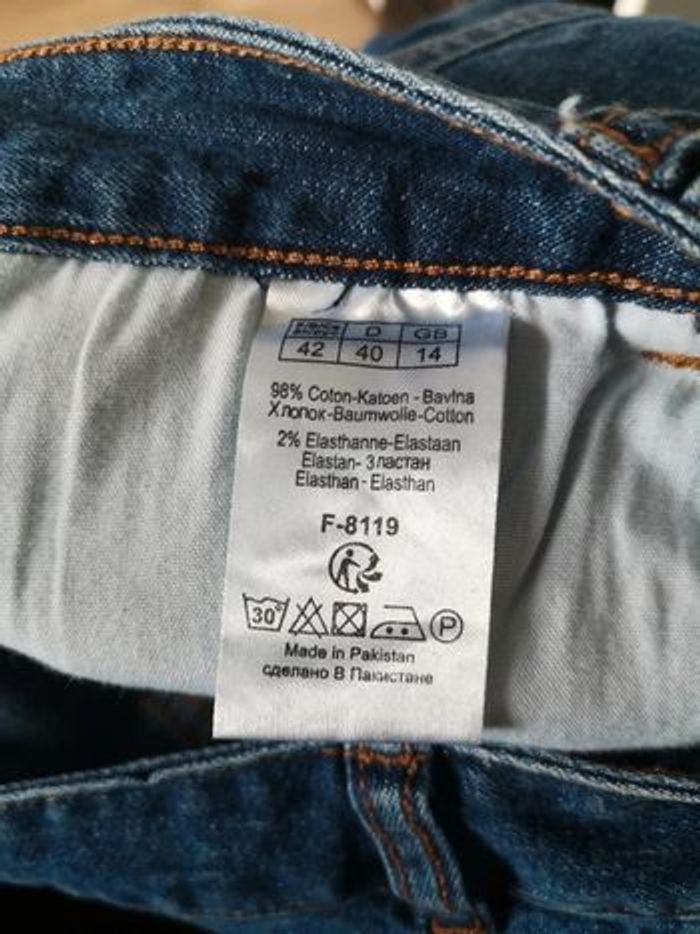 D GB
42 40 14
98% Coton-Katoen - Bavlna
Хлопок-Baumwolle-Cotton
2% Elasthanne-Elastaan
Elastan- Эластан
Elasthan - Elasthan
F-8119
30°
P
Made in Pakistan
сделано В Пакистане